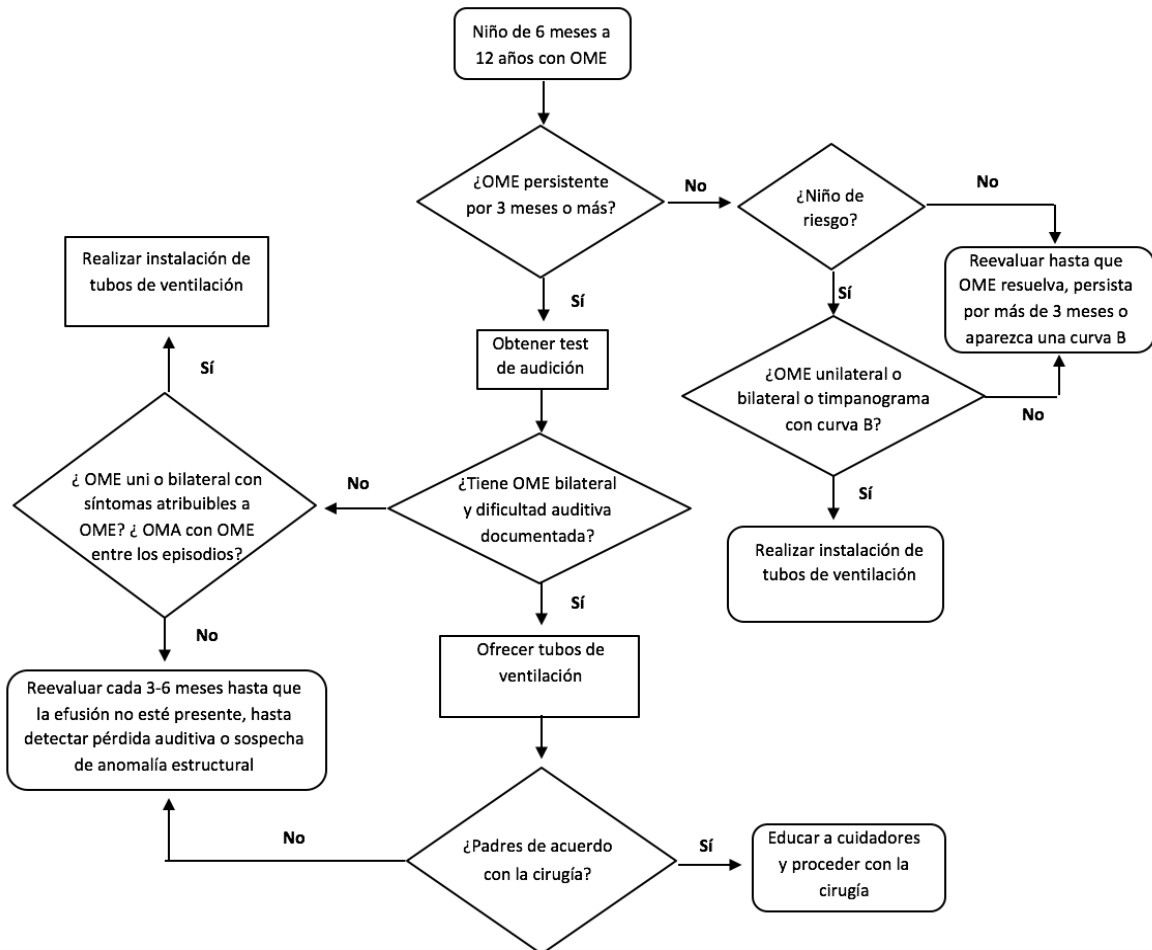 Niño de 6 meses a
12 años con OME
¿OME persistente
por 3 meses o más?
No
¿Niño de
riesgo?
No
Reevaluar hasta que
OME resuelva, persista
por más de 3 meses o
aparezca una curva B
Sí
¿OME unilateral o
bilateral o timpanograma
con curva B?
No
Sí
Realizar instalación de
tubos de ventilación
Sí
Obtener test
de audición
¿Tiene OME bilateral
y dificultad auditiva
documentada?
No
¿ OME uni o bilateral con
síntomas atribuibles a
OME? ¿ OMA con OME
entre los episodios?
Sí
Realizar instalación de
tubos de ventilación
No
Reevaluar cada 3-6 meses hasta que
la efusión no esté presente, hasta
detectar pérdida auditiva o sospecha
de anomalía estructural
Sí
Ofrecer tubos de
ventilación
¿Padres de acuerdo
con la cirugía?
No
Sí
Educar a cuidadores
y proceder con la
cirugía